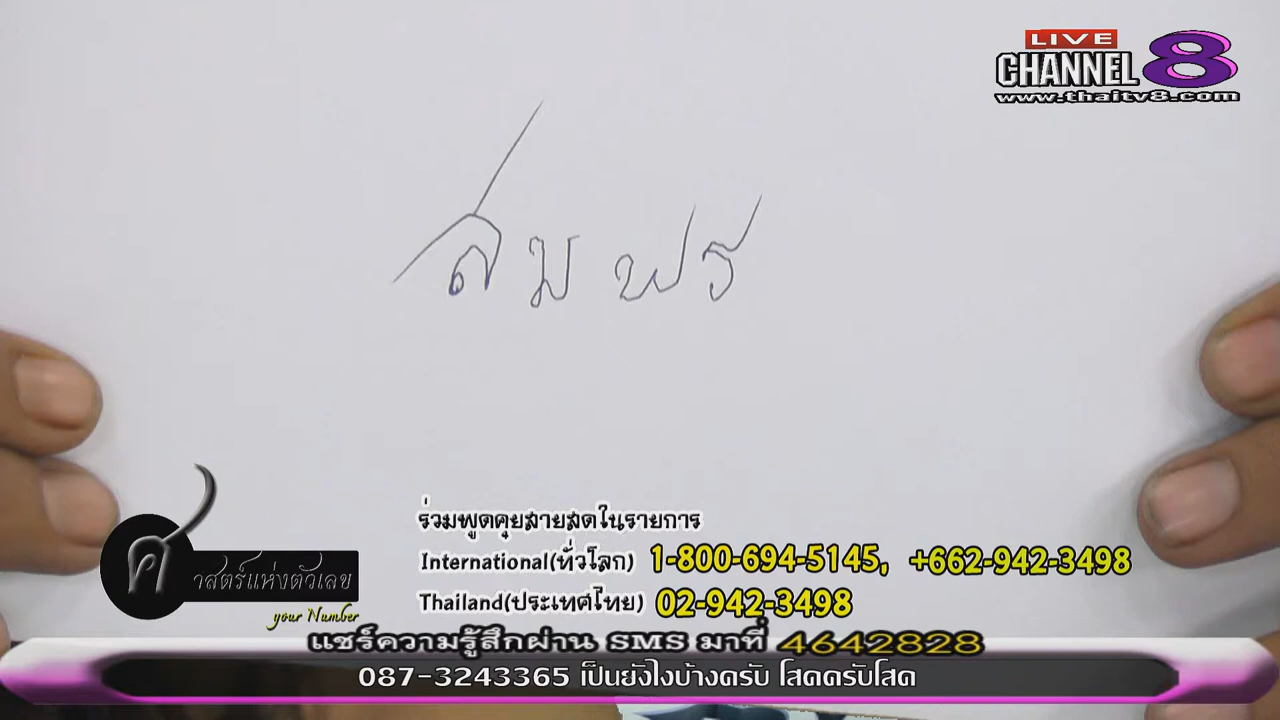 LIVE
CHANNEL 8
www.thaitv8.com
สมพร
ร่วมพูดคุยสายสดในรายการ
International(ทั่วโลก) 1-800-694-5145, +662-942-3498
Thailand(ประเทศไทย) 02-942-3498
ศาสตร์แห่งตัวเลข
your Number
แชร์ความรู้สึกผ่าน SMS มาที่ 4642828
087-3243365 เป็นยังไงบ้างครับ โสดครับโสด